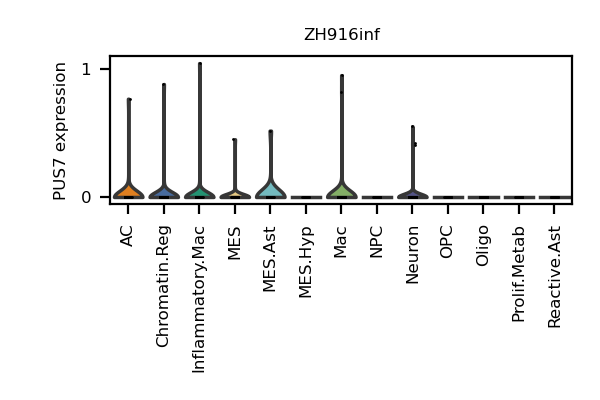 ZH916inf
PUS7 expression
1
0
AC
Chromatin.Reg
Inflammatory.Mac
MES
MES.Ast
MES.Hyp
Mac
NPC
Neuron
OPC
Oligo
Prolif.Metab
Reactive.Ast